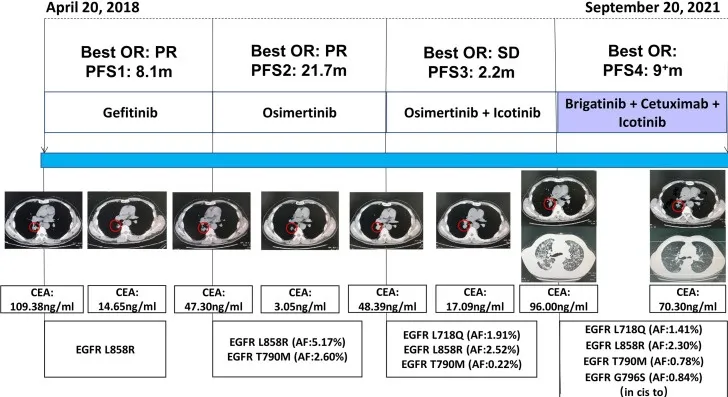 April 20, 2018
September 20, 2021
Best OR: PR
PFS1: 8.1m
Best OR: PR
PFS2: 21.7m
Best OR: SD
PFS3: 2.2m
Best OR:
PFS4: 9⁺m
Gefitinib
Osimertinib
Osimertinib + Icotinib
Brigatinib + Cetuximab +
Icotinib
CEA:
109.38ng/ml
CEA:
14.65ng/ml
CEA:
47.30ng/ml
CEA:
3.05ng/ml
CEA:
48.39ng/ml
CEA:
17.09ng/ml
CEA:
96.00ng/ml
CEA:
70.30ng/ml
EGFR L858R
EGFR L858R (AF:5.17%)
EGFR T790M (AF:2.60%)
EGFR L718Q (AF:1.91%)
EGFR L858R (AF:2.52%)
EGFR T790M (AF:0.22%)
EGFR L718Q (AF:1.41%)
EGFR L858R (AF:2.30%)
EGFR T790M (AF:0.78%)
EGFR G796S (AF:0.84%)
(in cis to)